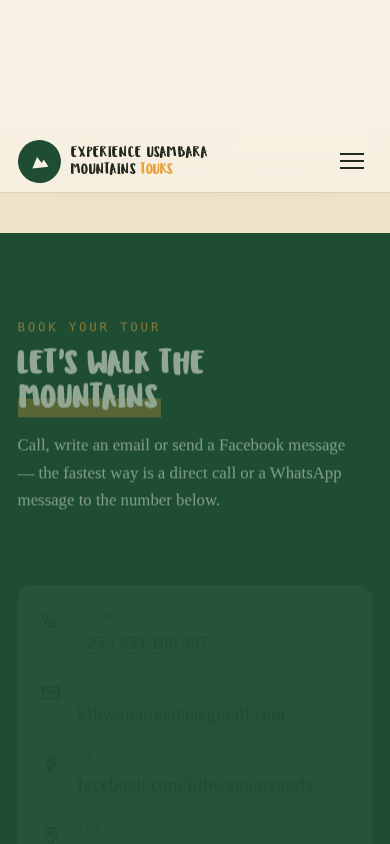 EXPERIENCE USAMBARA
MOUNTAINS TOURS
BOOK YOUR TOUR
LET'S WALK THE
MOUNTAINS
Call, write an email or send a Facebook message
— the fastest way is a direct call or a WhatsApp
message to the number below.
PHONE / WHATSAPP
+255 653 106 997
EMAIL
kibwanangoda@gmail.com
FACEBOOK
facebook.com/kibwana.ngogda
ADDRESS